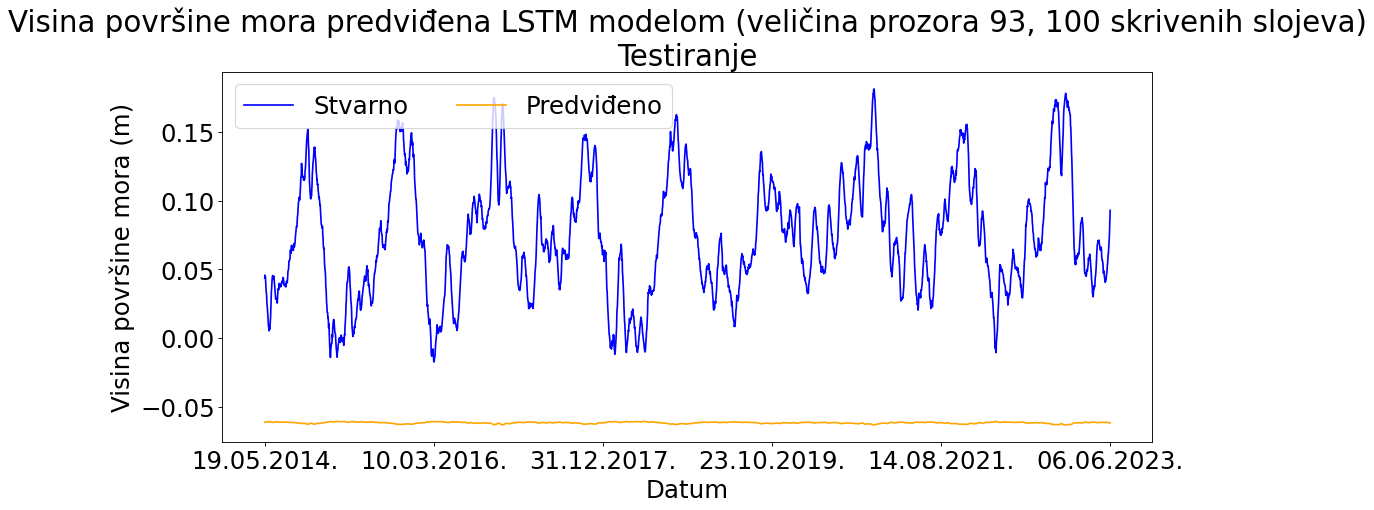 Visina površine mora predviđena LSTM modelom (veličina prozora 93, 100 skrivenih slojeva)
Testiranje
Stvarno
Predviđeno
Visina površine mora (m)
0.15
0.10
0.05
0.00
−0.05
19.05.2014.
10.03.2016.
31.12.2017.
23.10.2019.
14.08.2021.
06.06.2023.
Datum